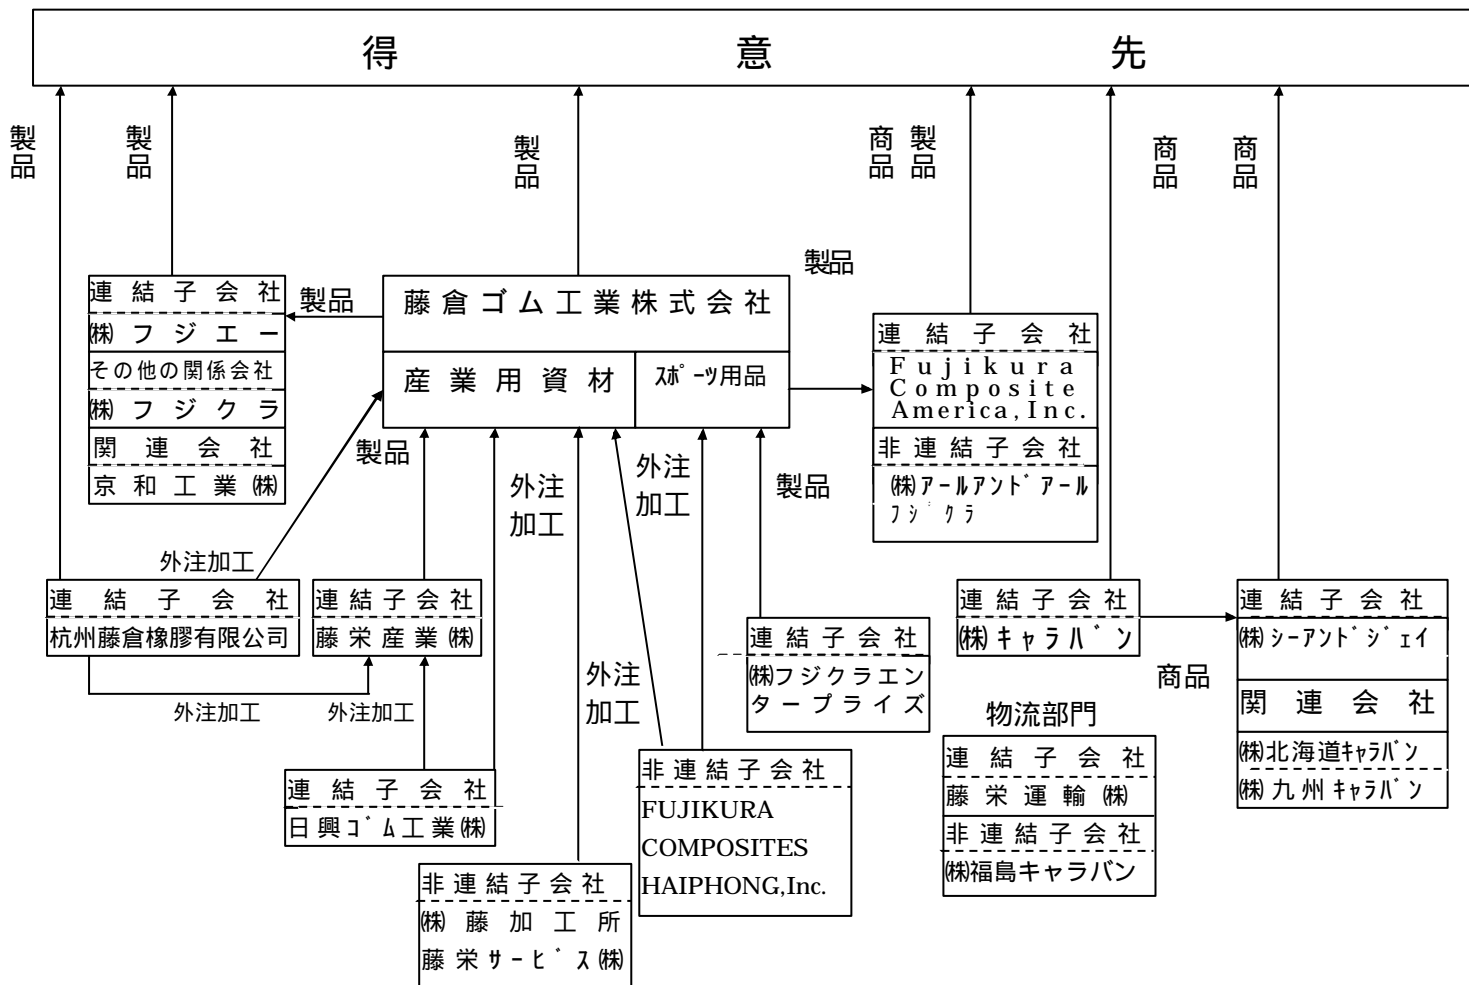 得意先
製品
製品
製品
商品
製品
商品
商品
製品
連結子会社
㈱フジエー
その他の関係会社
㈱フジクラ
関連会社
京和工業㈱
製品
藤倉ゴム工業株式会社
産業用資材
スポーツ用品
連結子会社
Fujikura
Composite
America,Inc.
非連結子会社
㈱アールアンドアール
フジクラ
製品
外注
加工
外注
加工
製品
外注加工
連結子会社
杭州藤倉橡膠有限公司
連結子会社
藤栄産業㈱
外注加工
外注加工
連結子会社
㈱フジクラエン
タープライズ
連結子会社
㈱キャラバン
商品
連結子会社
㈱シーアンドジェイ
関連会社
㈱北海道キャラバン
㈱九州キャラバン
外注
加工
物流部門
連結子会社
藤栄運輸㈱
非連結子会社
㈱福島キャラバン
連結子会社
日興ゴム工業㈱
非連結子会社
FUJIKURA
COMPOSITES
HAIPHONG,Inc.
非連結子会社
㈱藤加工所
藤栄サービス㈱